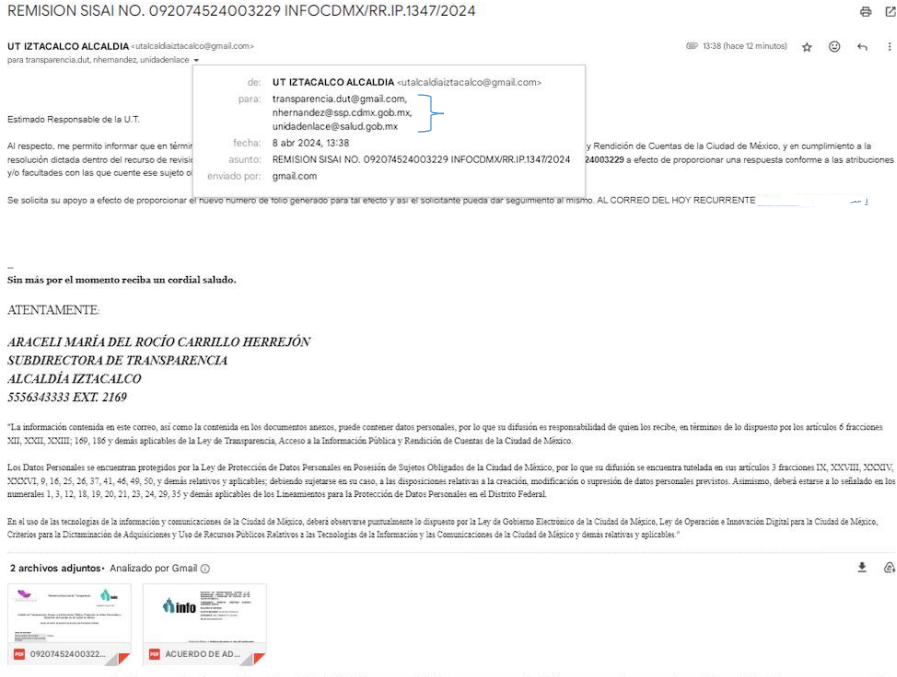 REMISION SISAI NO. 092074524003229 INFOCDMX/RR.IP.1347/2024
UT IZTACALCO ALCALDIA <utalcaldiaiztacalco@gmail.com>
13:38 (hace 12 minutos)
para transparencia.dut, nhernandez, unidadenlace
de: UT IZTACALCO ALCALDIA <utalcaldiaiztacalco@gmail.com>
para: transparencia.dut@gmail.com,
nhernandez@ssp.cdmx.gob.mx,
unidadenlace@salud.gob.mx
fecha: 8 abr 2024, 13:38
asunto: REMISION SISAI NO. 092074524003229 INFOCDMX/RR.IP.1347/2024
enviado por: gmail.com
Estimado Responsable de la U.T.
Al respecto, me permito informar que en térmi y Rendición de Cuentas de la Ciudad de México, y en cumplimiento a la
resolución dictada dentro del recurso de revisi 24003229 a efecto de proporcionar una respuesta conforme a las atribuciones
y/o facultades con las que cuente ese sujeto o
Se solicita su apoyo a efecto de proporcionar el nuevo número de folio generado para tal efecto y así el solicitante pueda dar seguimiento al mismo. AL CORREO DEL HOY RECURRENTE
--
Sin más por el momento reciba un cordial saludo.
ATENTAMENTE:
ARACELI MARÍA DEL ROCÍO CARRILLO HERREJÓN
SUBDIRECTORA DE TRANSPARENCIA
ALCALDÍA IZTACALCO
5556343333 EXT. 2169
"La información contenida en este correo, así como la contenida en los documentos anexos, puede contener datos personales, por lo que su difusión es responsabilidad de quien los recibe, en términos de lo dispuesto por los artículos 6 fracciones
XII, XXII, XXIII; 169, 186 y demás aplicables de la Ley de Transparencia, Acceso a la Información Pública y Rendición de Cuentas de la Ciudad de México.
Los Datos Personales se encuentran protegidos por la Ley de Protección de Datos Personales en Posesión de Sujetos Obligados de la Ciudad de México, por lo que su difusión se encuentra tutelada en sus artículos 3 fracciones IX, XXVIII, XXXIV,
XXXVI, 9, 16, 25, 26, 37, 41, 46, 49, 50, y demás relativos y aplicables; debiendo sujetarse en su caso, a las disposiciones relativas a la creación, modificación o supresión de datos personales previstos. Asimismo, deberá estarse a lo señalado en los
numerales 1, 3, 12, 18, 19, 20, 21, 23, 24, 29, 35 y demás aplicables de los Lineamientos para la Protección de Datos Personales en el Distrito Federal.
En el uso de las tecnologías de la información y comunicaciones de la Ciudad de México, deberá observarse puntualmente lo dispuesto por la Ley de Gobierno Electrónico de la Ciudad de México, Ley de Operación e Innovación Digital para la Ciudad de México,
Criterios para la Dictaminación de Adquisiciones y Uso de Recursos Públicos Relativos a las Tecnologías de la Información y las Comunicaciones de la Ciudad de México y demás relativas y aplicables."
2 archivos adjuntos • Analizado por Gmail
info
info
PDF 09207452400322...
PDF ACUERDO DE AD...